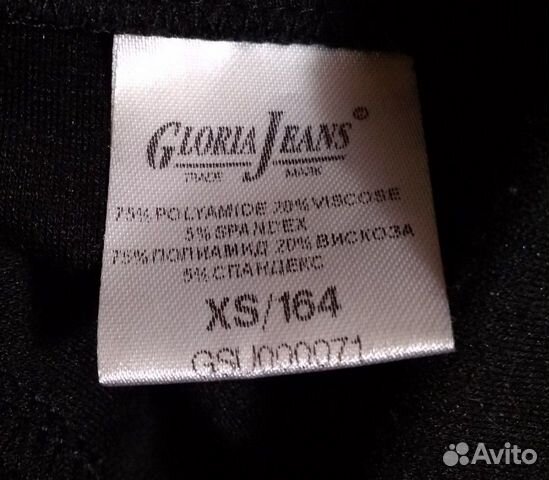 GLORIA JEANS ®
TRADE MARK
75% POLYAMIDE 20% VISCOSE
5% SPANDEX
75% ПОЛИАМИД 20% ВИСКОЗА
5% СПАНДЕКС
XS/164
GSU000071
Avito